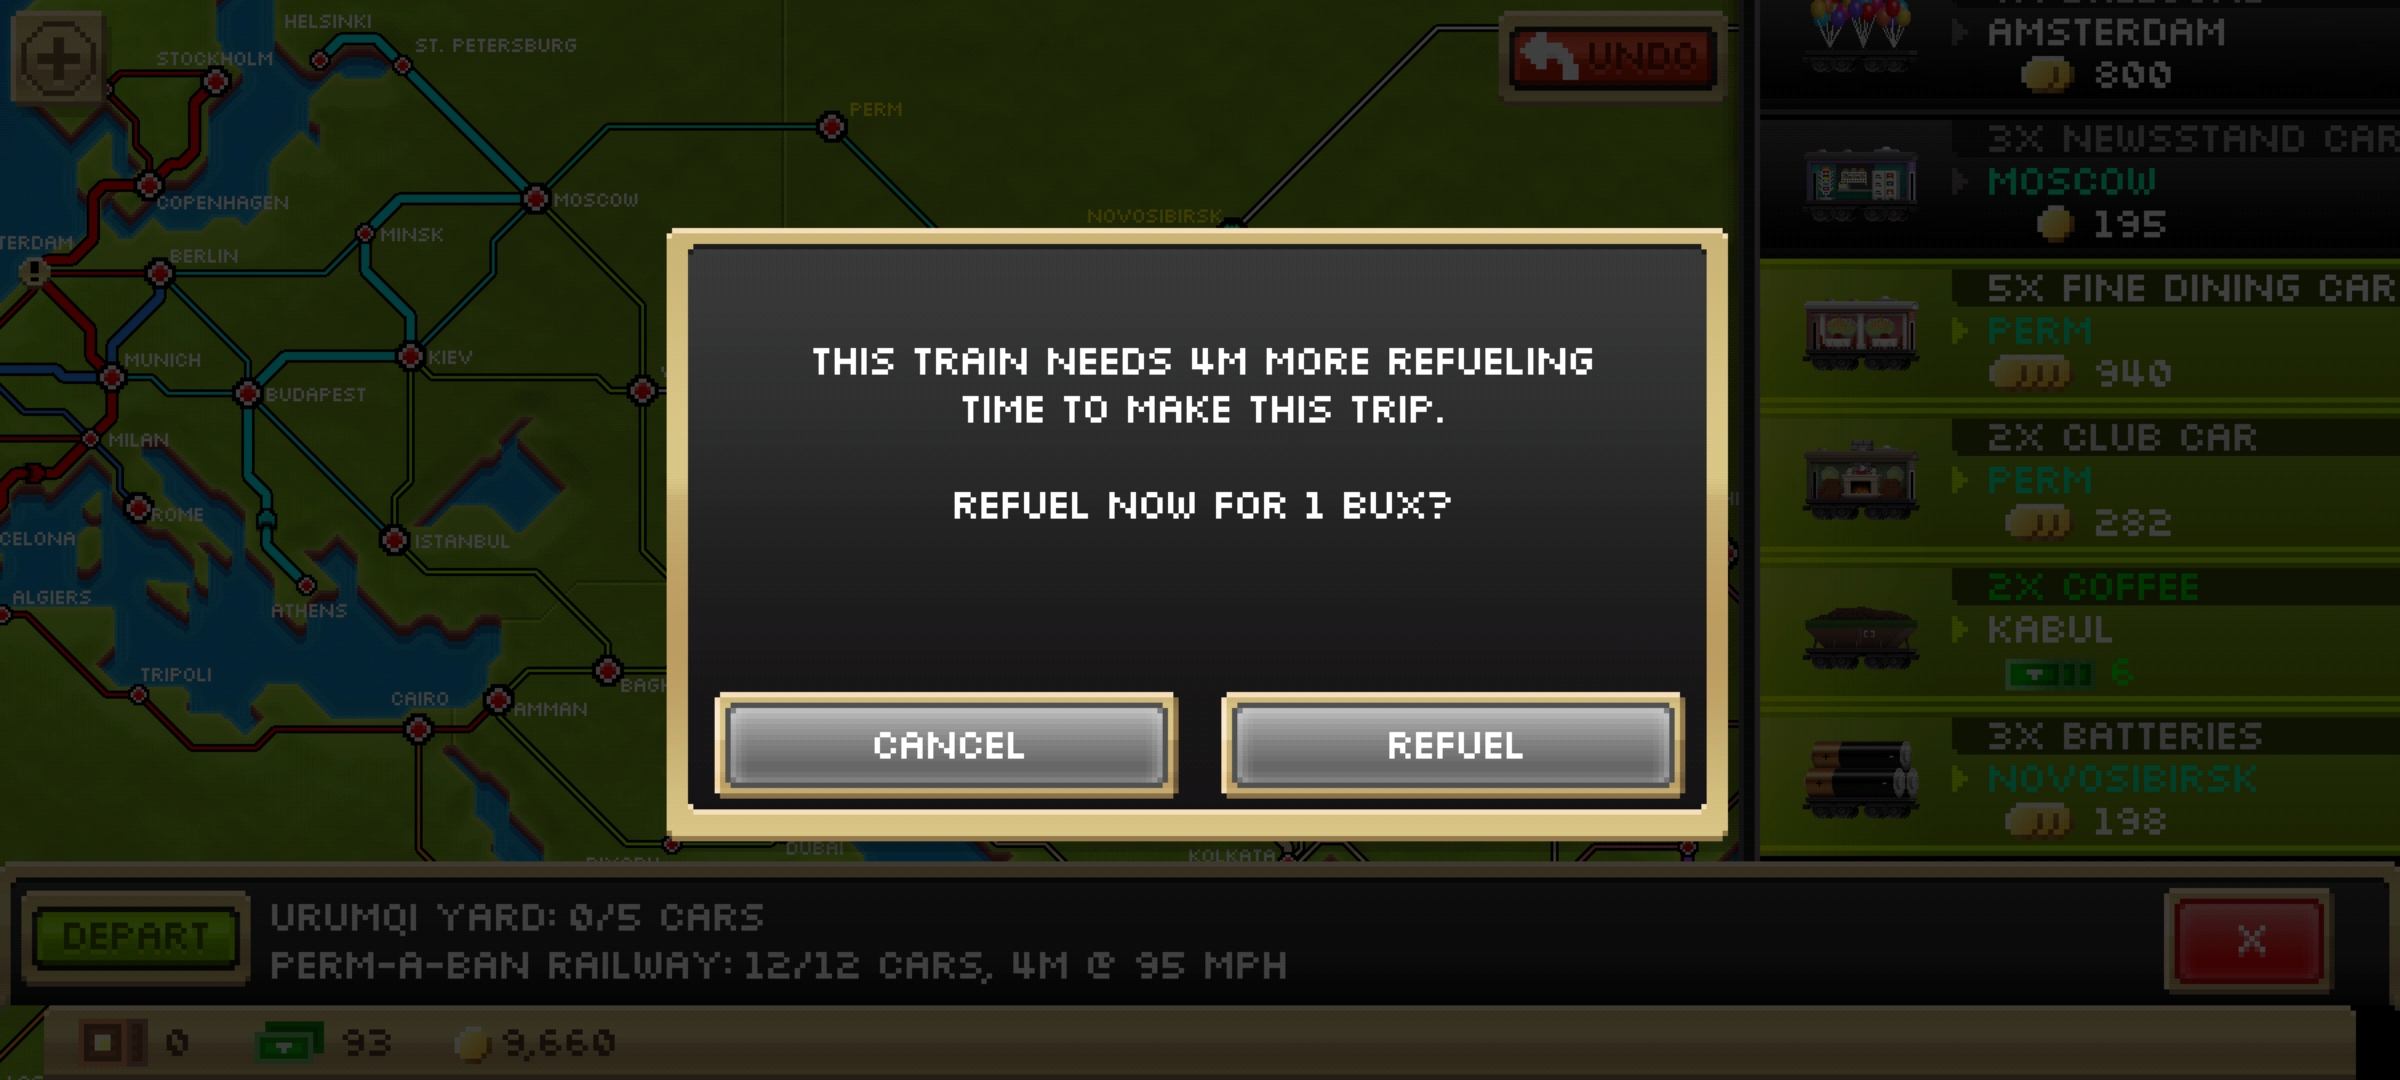 HELSINKI
ST. PETERSBURG
STOCKHOLM
PERM
MOSCOW
COPENHAGEN
NOVOSIBIRSK
MINSK
TERDAM
BERLIN
MUNICH
KIEV
BUDAPEST
MILAN
ROME
ISTANBUL
CELONA
ALGIERS
ATHENS
TRIPOLI
CAIRO
AMMAN
BAGH
DUBAI
KOLKATA
UNDO
AMSTERDAM
800
3X NEWSSTAND CAR
MOSCOW
195
5X FINE DINING CAR
PERM
940
2X CLUB CAR
PERM
282
2X COFFEE
KABUL
6
3X BATTERIES
NOVOSIBIRSK
198
THIS TRAIN NEEDS 4M MORE REFUELING
TIME TO MAKE THIS TRIP.
REFUEL NOW FOR 1 BUX?
CANCEL
REFUEL
DEPART
URUMQI YARD: 0/5 CARS
PERM-A-BAN RAILWAY: 12/12 CARS, 4M @ 95 MPH
X
0
93
9,660